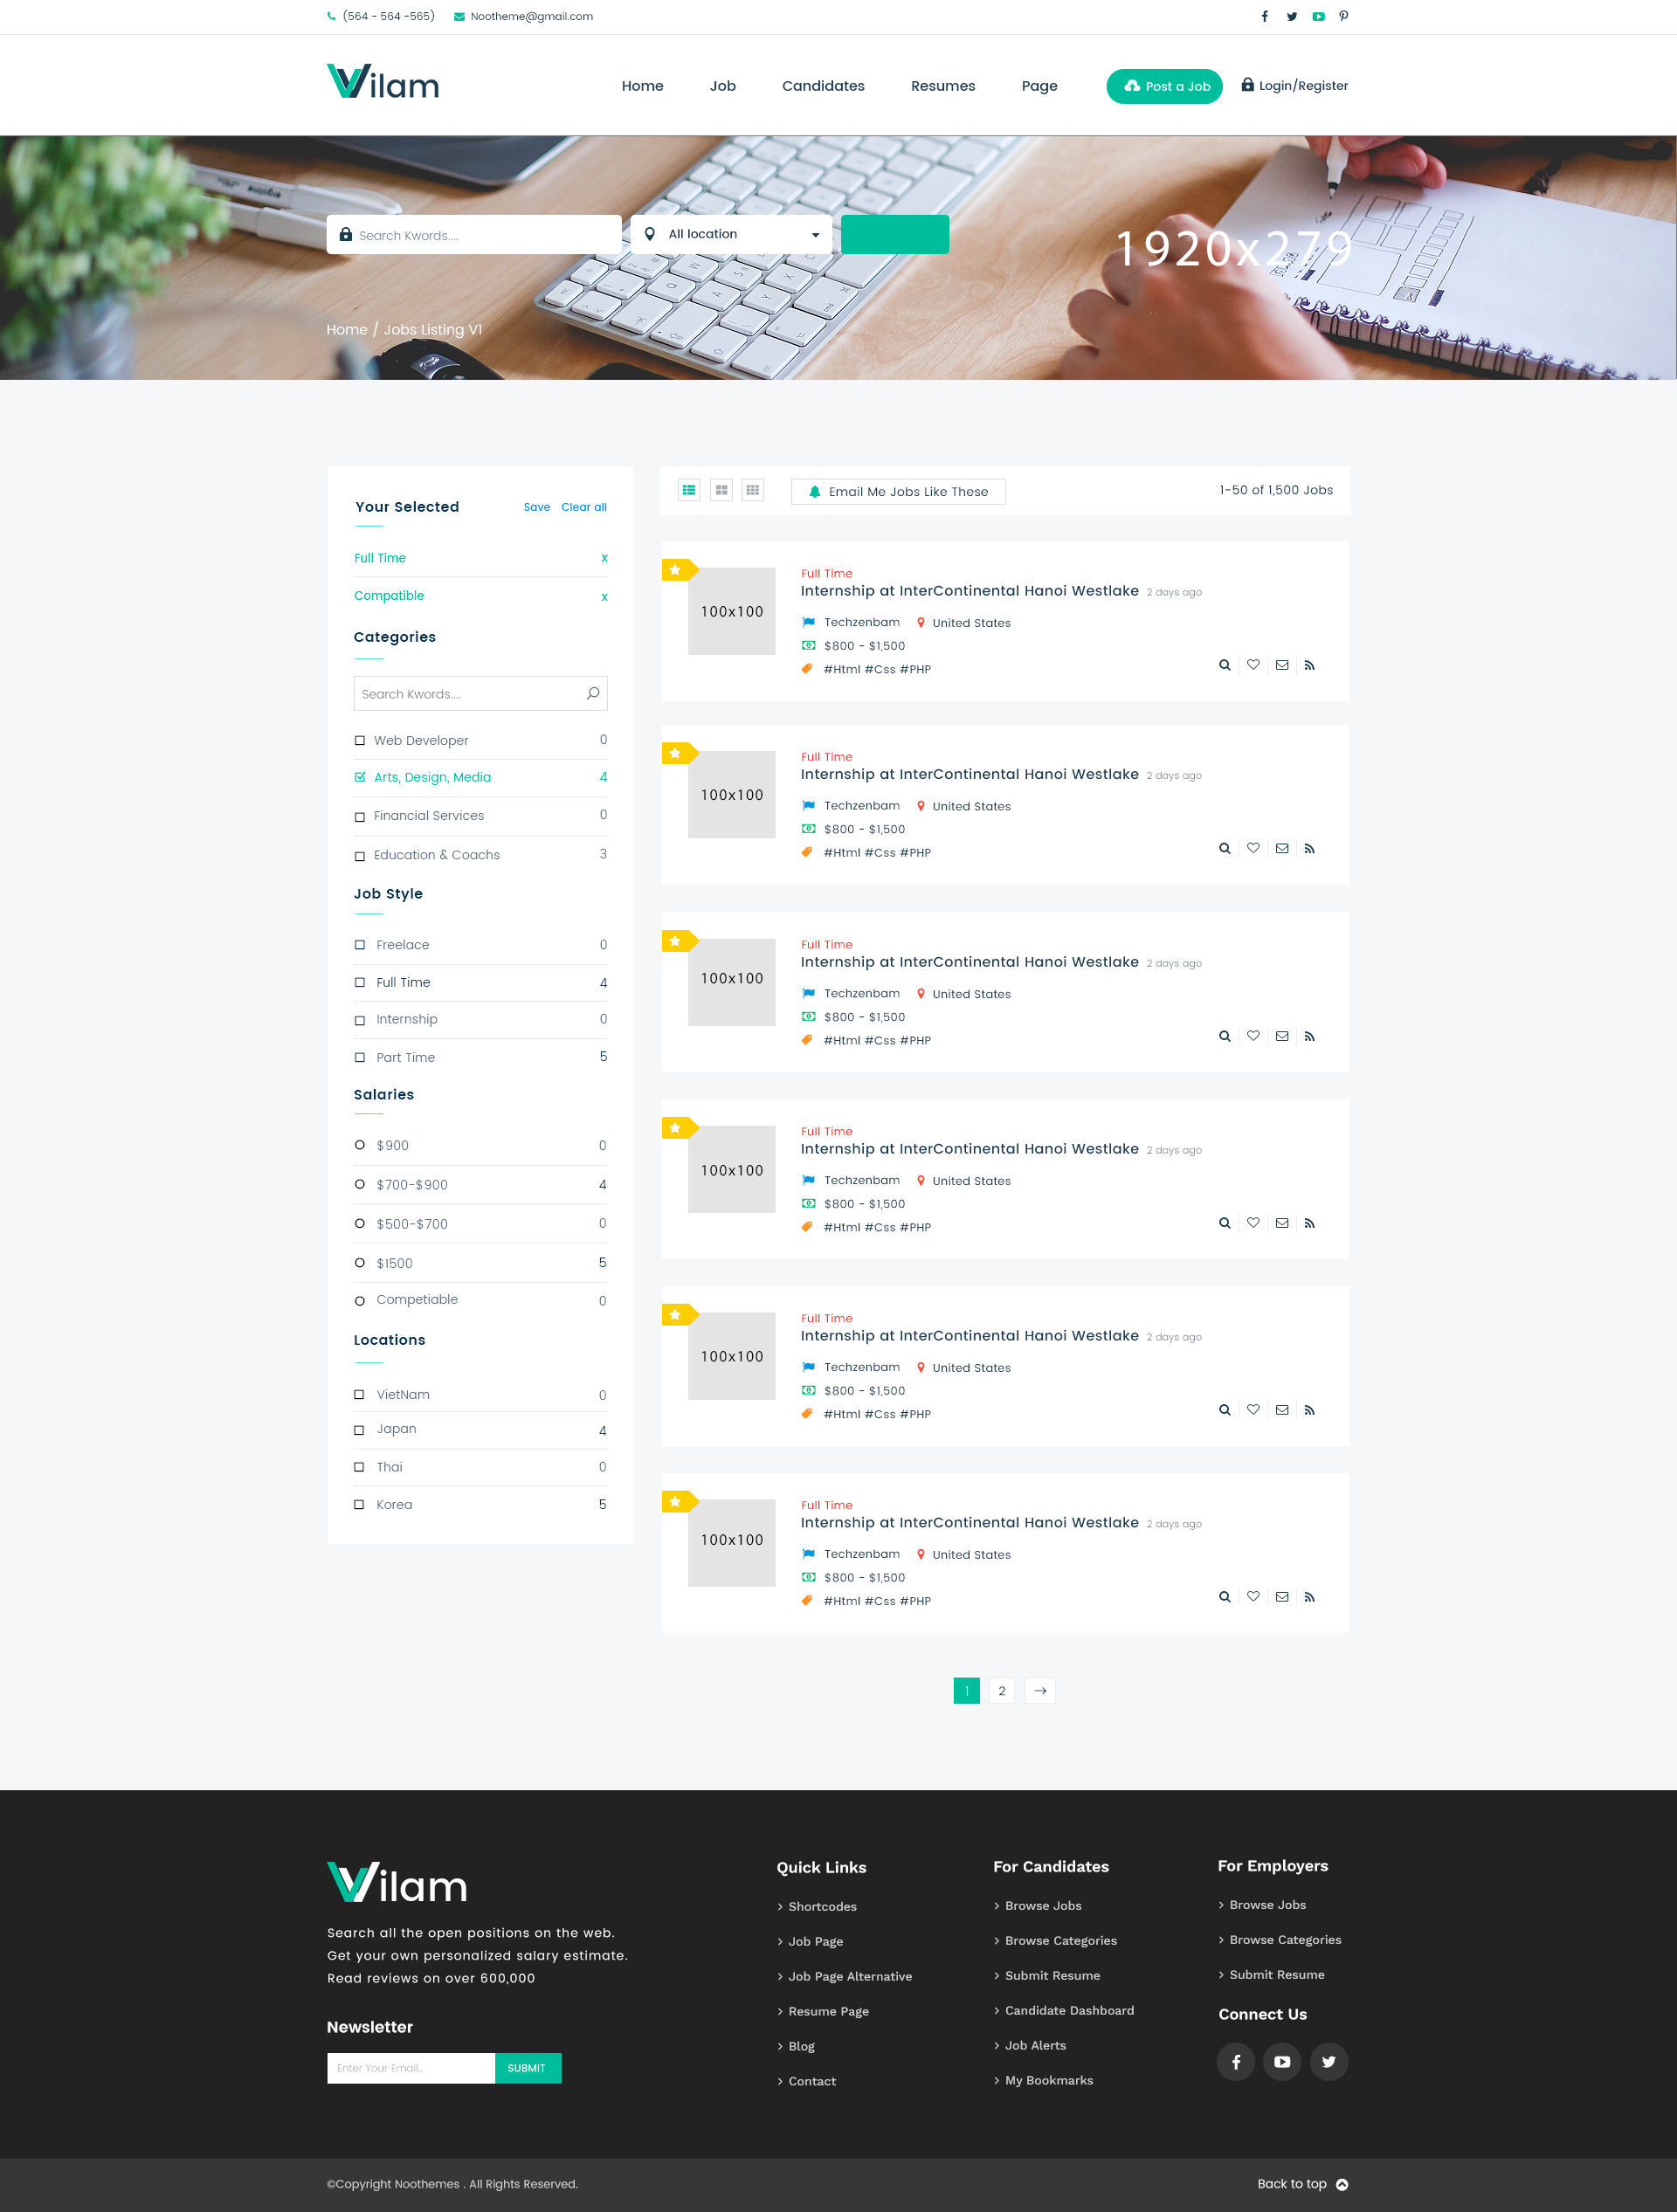 (564 - 564 -565) Nootheme@gmail.com
Vilam
Home Job Candidates Resumes Page Post a Job Login/Register
Search Kwords....
All location
1920x279
Home / Jobs Listing V1
Your Selected Save Clear all
Full Time x
Compatible x
Categories
Search Kwords....
Web Developer 0
Arts, Design, Media 4
Financial Services 0
Education & Coachs 3
Job Style
Freelace 0
Full Time 4
Internship 0
Part Time 5
Salaries
$900 0
$700-$900 4
$500-$700 0
$1500 5
Competiable 0
Locations
VietNam 0
Japan 4
Thai 0
Korea 5
Email Me Jobs Like These
1-50 of 1,500 Jobs
100x100
Full Time
Internship at InterContinental Hanoi Westlake 2 days ago
Techzenbam United States
$800 - $1,500
#Html #Css #PHP
100x100
Full Time
Internship at InterContinental Hanoi Westlake 2 days ago
Techzenbam United States
$800 - $1,500
#Html #Css #PHP
100x100
Full Time
Internship at InterContinental Hanoi Westlake 2 days ago
Techzenbam United States
$800 - $1,500
#Html #Css #PHP
100x100
Full Time
Internship at InterContinental Hanoi Westlake 2 days ago
Techzenbam United States
$800 - $1,500
#Html #Css #PHP
100x100
Full Time
Internship at InterContinental Hanoi Westlake 2 days ago
Techzenbam United States
$800 - $1,500
#Html #Css #PHP
100x100
Full Time
Internship at InterContinental Hanoi Westlake 2 days ago
Techzenbam United States
$800 - $1,500
#Html #Css #PHP
1 2
Vilam
Search all the open positions on the web.
Get your own personalized salary estimate.
Read reviews on over 600,000
Newsletter
Enter Your Email.. SUBMIT
Quick Links
Shortcodes
Job Page
Job Page Alternative
Resume Page
Blog
Contact
For Candidates
Browse Jobs
Browse Categories
Submit Resume
Candidate Dashboard
Job Alerts
My Bookmarks
For Employers
Browse Jobs
Browse Categories
Submit Resume
Connect Us
©Copyright Noothemes . All Rights Reserved.
Back to top